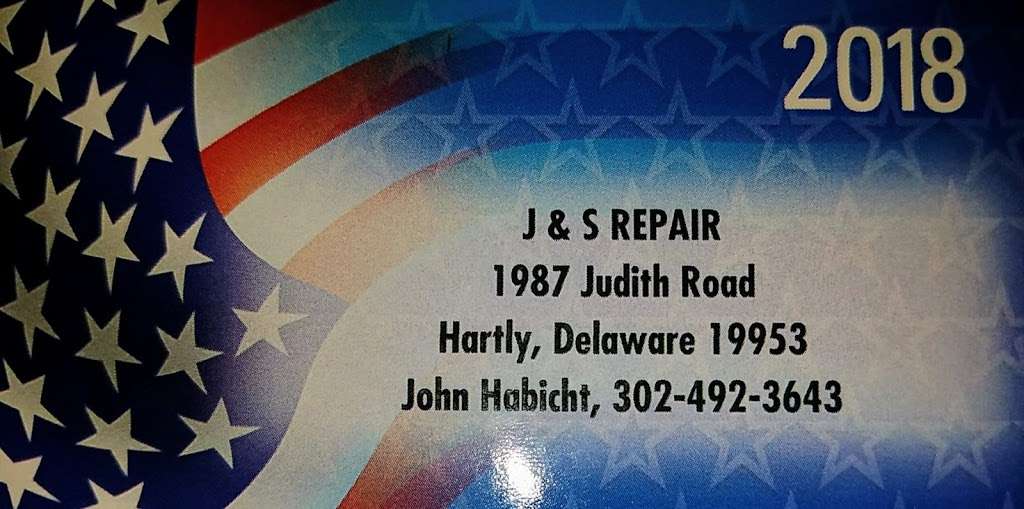 2018
J & S REPAIR
1987 Judith Road
Hartly, Delaware 19953
John Habicht, 302-492-3643